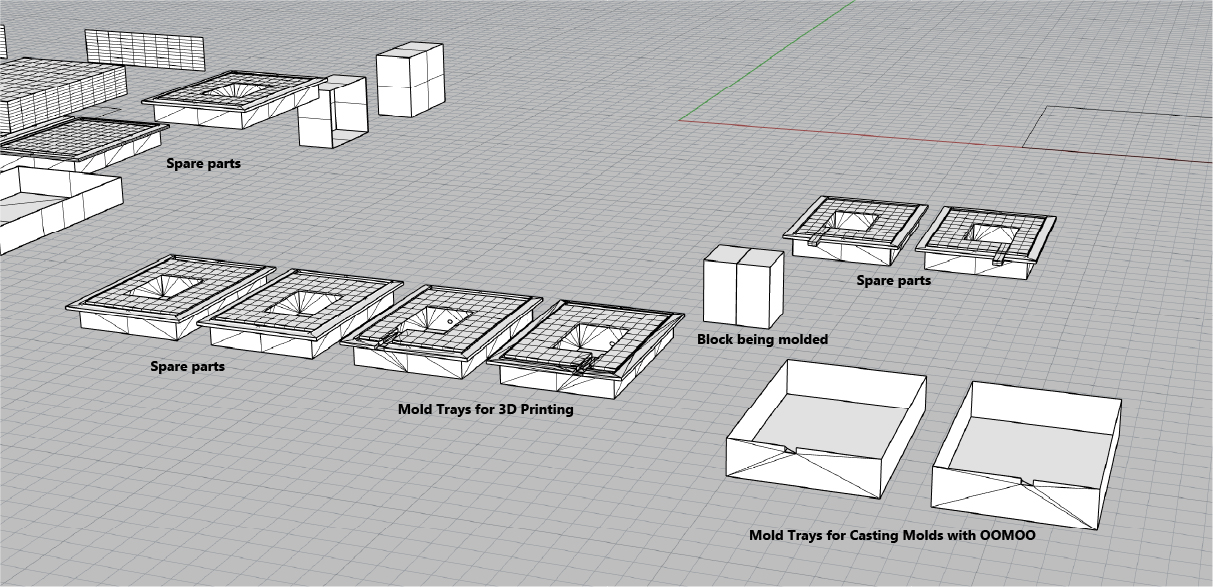 Spare parts
Spare parts
Block being molded
Spare parts
Mold Trays for 3D Printing
Mold Trays for Casting Molds with OOMOO